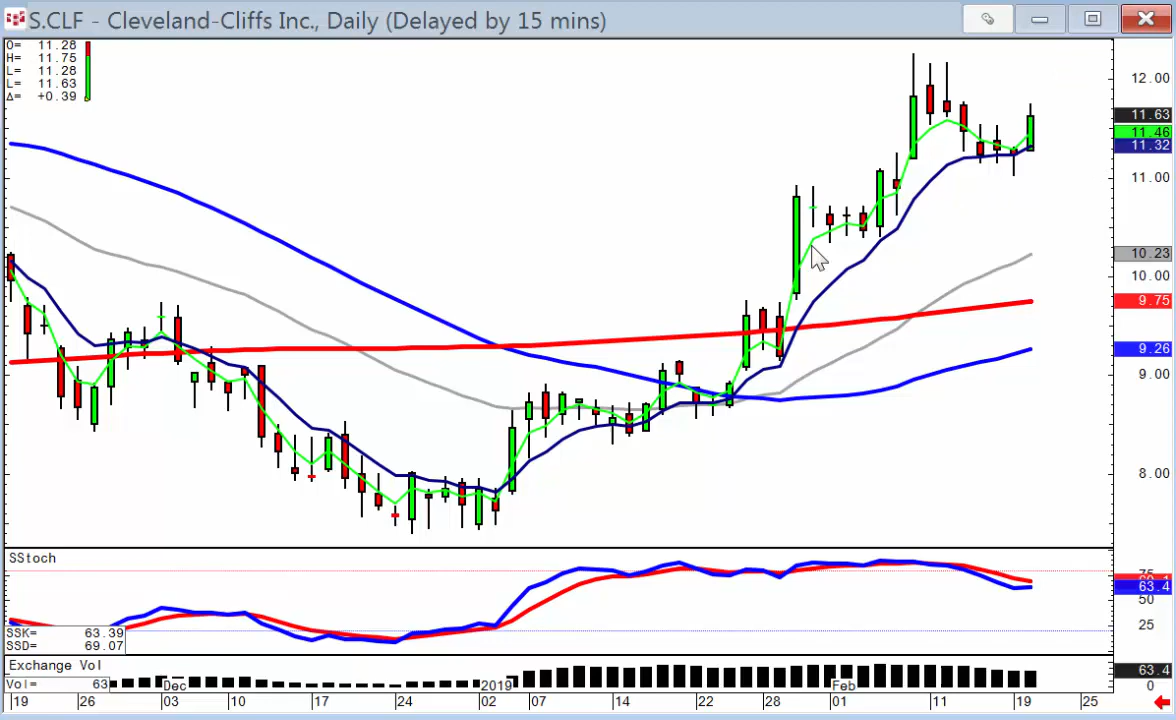 S.CLF - Cleveland-Cliffs Inc., Daily (Delayed by 15 mins)
O= 11.28
H= 11.75
L= 11.28
L= 11.63
Δ= +0.39
12.00
11.63
11.46
11.32
11.00
10.23
10.00
9.75
9.26
9.00
8.00
SStoch
75
63.4
50
25
SSK= 63.39
SSD= 69.07
Exchange Vol
63.4
Vol= 63
0
Dec
2019
Feb
19
26
03
10
17
24
02
07
14
22
28
01
11
19
25